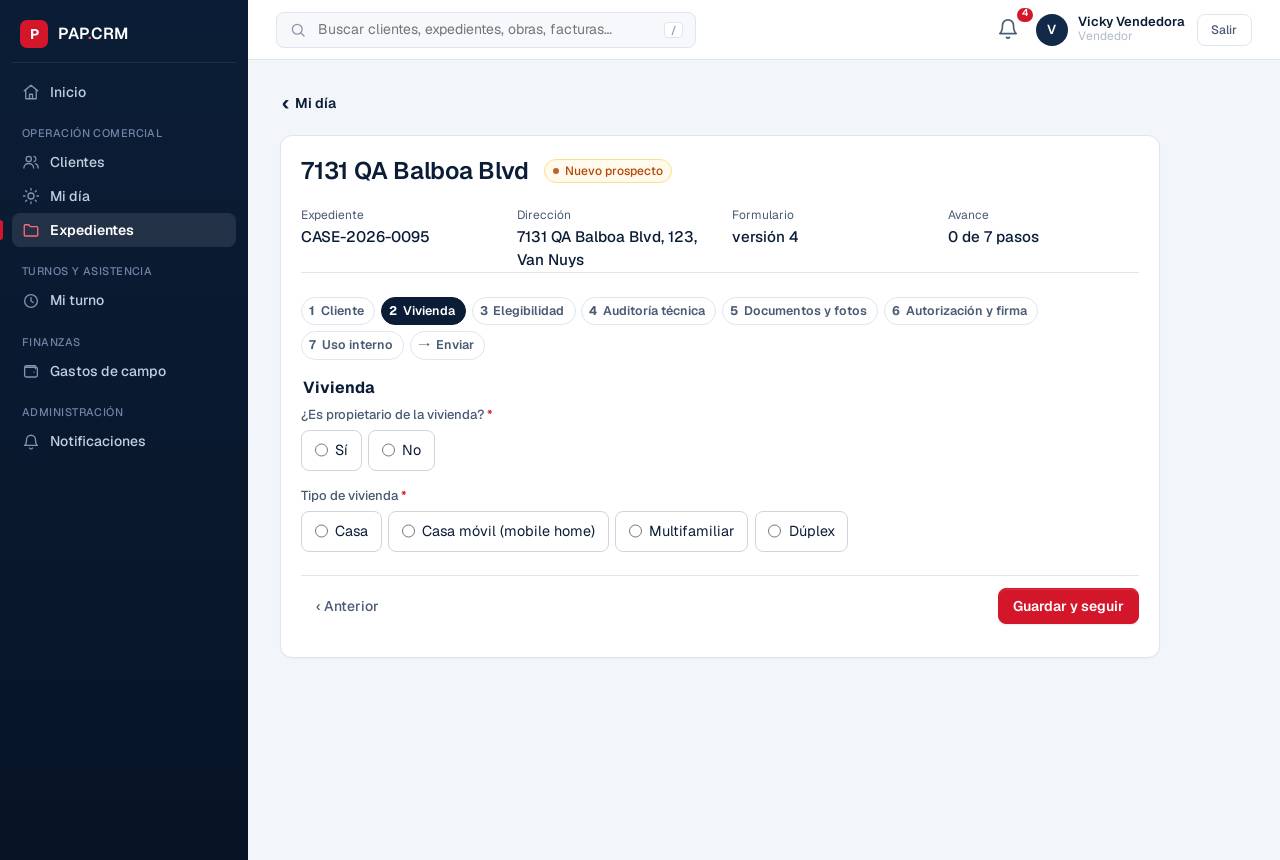 P PAP.CRM
Buscar clientes, expedientes, obras, facturas...
/
4
V
Vicky Vendedora
Vendedor
Salir
Inicio
OPERACIÓN COMERCIAL
Clientes
Mi día
Expedientes
TURNOS Y ASISTENCIA
Mi turno
FINANZAS
Gastos de campo
ADMINISTRACIÓN
Notificaciones
‹ Mi día
7131 QA Balboa Blvd
Nuevo prospecto
Expediente
CASE-2026-0095
Dirección
7131 QA Balboa Blvd, 123,
Van Nuys
Formulario
versión 4
Avance
0 de 7 pasos
1 Cliente
2 Vivienda
3 Elegibilidad
4 Auditoría técnica
5 Documentos y fotos
6 Autorización y firma
7 Uso interno
→ Enviar
Vivienda
¿Es propietario de la vivienda? *
Sí
No
Tipo de vivienda *
Casa
Casa móvil (mobile home)
Multifamiliar
Dúplex
‹ Anterior
Guardar y seguir